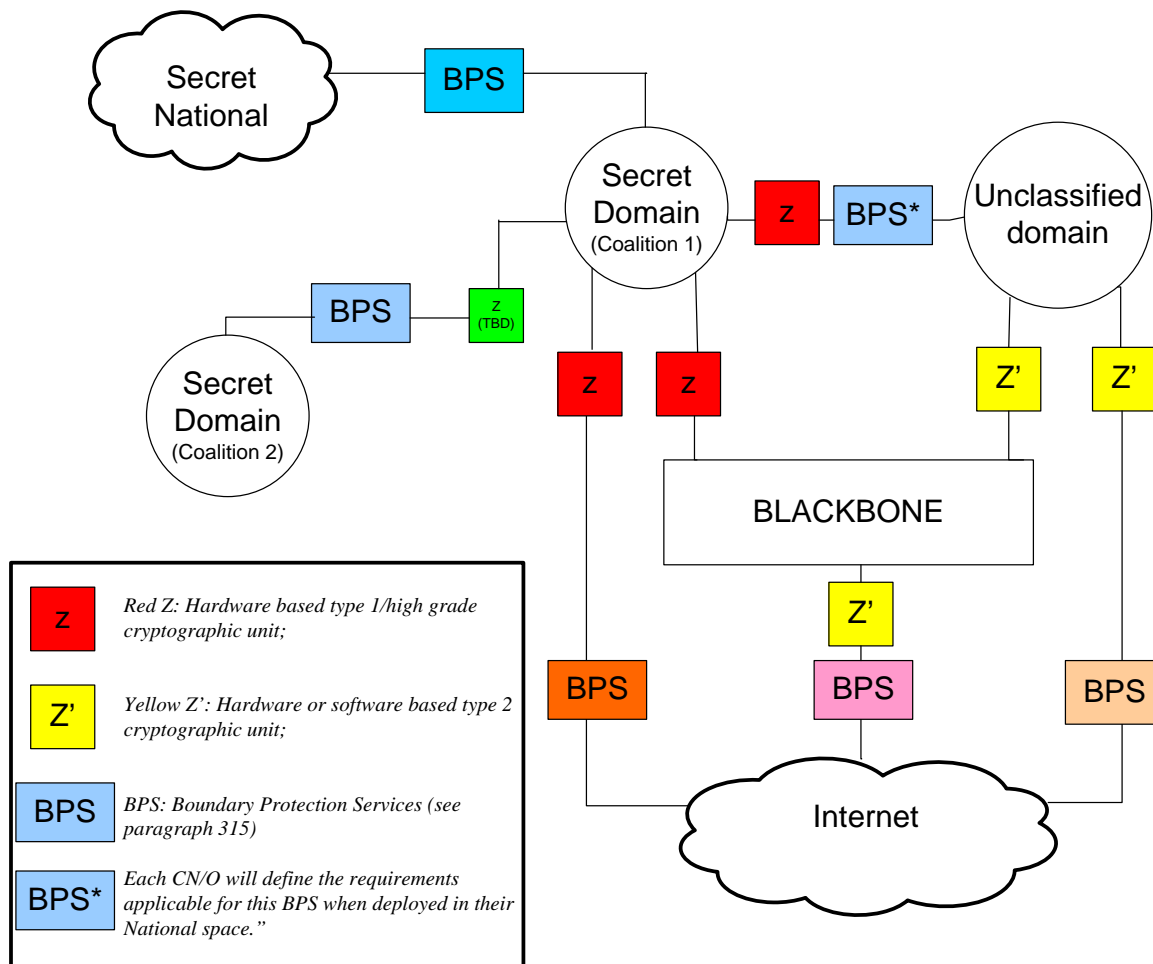 Secret
National
BPS
Secret
Domain
(Coalition 1)
z
BPS*
Unclassified
domain
BPS
Z
(TBD)
Secret
Domain
(Coalition 2)
z
z
Z'
Z'
BLACKBONE
Z'
BPS
BPS
BPS
Internet
z
Red Z: Hardware based type 1/high grade
cryptographic unit;
Z'
Yellow Z’: Hardware or software based type 2
cryptographic unit;
BPS
BPS: Boundary Protection Services (see
paragraph 315)
BPS*
Each CN/O will define the requirements
applicable for this BPS when deployed in their
National space.”